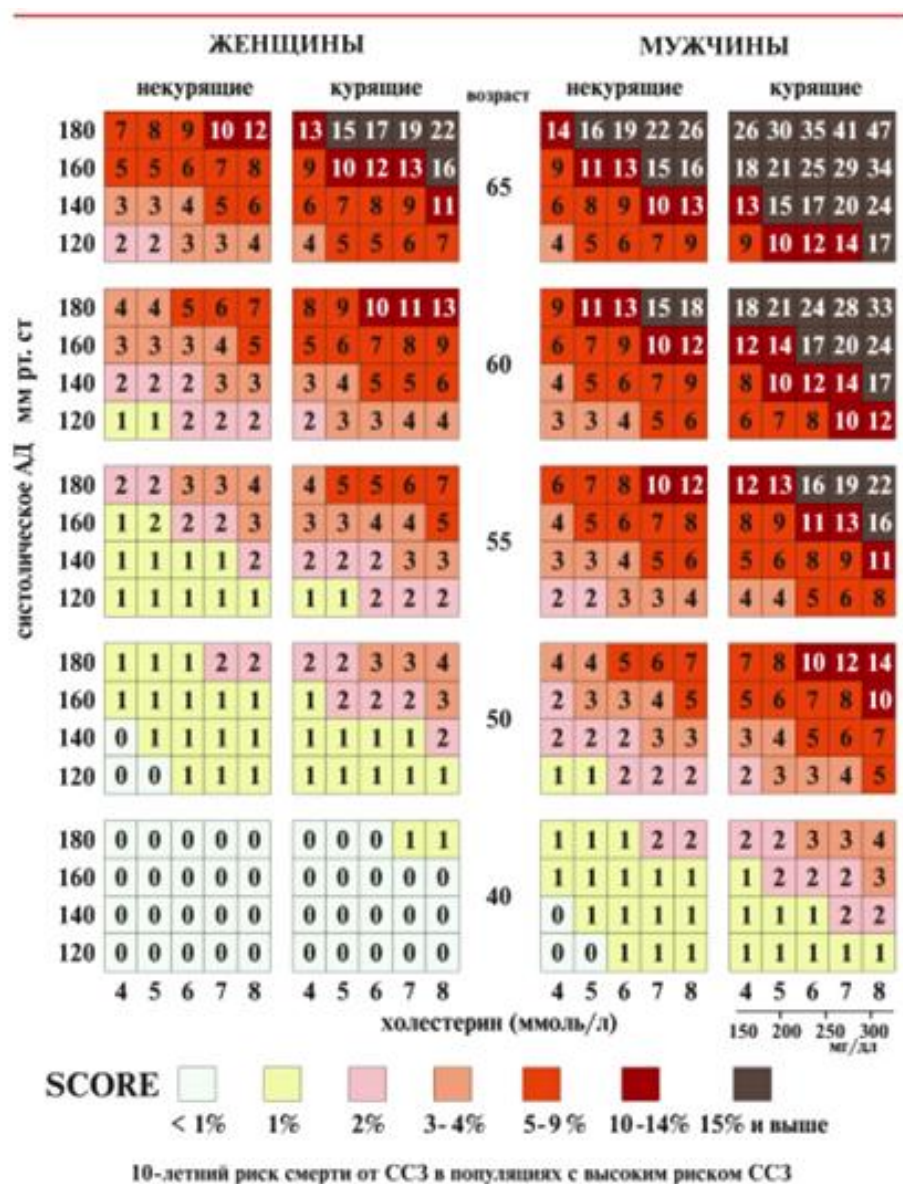 ЖЕНЩИНЫ МУЖЧИНЫ
некурящие курящие возраст некурящие курящие
180 7 8 9 10 12 13 15 17 19 22 14 16 19 22 26 26 30 35 41 47
160 5 5 6 7 8 9 10 12 13 16 9 11 13 15 16 18 21 25 29 34
65
140 3 3 4 5 6 6 7 8 9 11 6 8 9 10 13 13 15 17 20 24
120 2 2 3 3 4 4 5 5 6 7 4 5 6 7 9 9 10 12 14 17
180 4 4 5 6 7 8 9 10 11 13 9 11 13 15 18 18 21 24 28 33
160 3 3 3 4 5 5 6 7 8 9 6 7 9 10 12 12 14 17 20 24
60
140 2 2 2 3 3 3 4 5 5 6 4 5 6 7 9 8 10 12 14 17
120 1 1 2 2 2 2 3 3 4 4 3 3 4 5 6 6 7 8 10 12
систолическое АД мм рт. ст
180 2 2 3 3 4 4 5 5 6 7 6 7 8 10 12 12 13 16 19 22
160 1 2 2 2 3 3 3 4 4 5 4 5 6 7 8 8 9 11 13 16
55
140 1 1 1 1 2 2 2 2 3 3 3 3 4 5 6 5 6 8 9 11
120 1 1 1 1 1 1 1 2 2 2 2 2 3 3 4 4 4 5 6 8
180 1 1 1 2 2 2 2 3 3 4 4 4 5 6 7 7 8 10 12 14
160 1 1 1 1 1 1 2 2 2 3 2 3 3 4 5 5 6 7 8 10
50
140 0 1 1 1 1 1 1 1 1 2 2 2 2 3 3 3 4 5 6 7
120 0 0 1 1 1 1 1 1 1 1 1 1 2 2 2 2 3 3 4 5
180 0 0 0 0 0 0 0 0 1 1 1 1 1 2 2 2 2 3 3 4
160 0 0 0 0 0 0 0 0 0 0 1 1 1 1 1 1 2 2 2 3
40
140 0 0 0 0 0 0 0 0 0 0 0 1 1 1 1 1 1 1 2 2
120 0 0 0 0 0 0 0 0 0 0 0 0 1 1 1 1 1 1 1 1
4 5 6 7 8 4 5 6 7 8 4 5 6 7 8 4 5 6 7 8
холестерин (ммоль/л)
150 200 250 300
мг/дл
SCORE
< 1% 1% 2% 3- 4% 5-9 % 10-14% 15% и выше
10-летний риск смерти от ССЗ в популяциях с высоким риском ССЗ